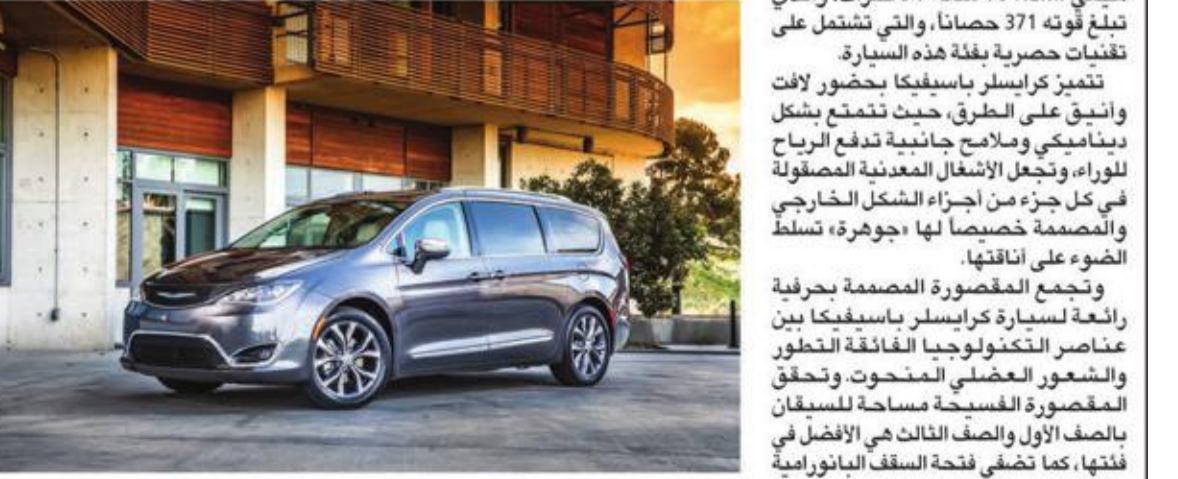 تبلغ قوته 371 حصاناً، والتي تشتمل على
تقنيات حصرية بفئة هذه السيارة.
تتميز كرايسلر باسيفيكا بحضور لافت
وأنيق على الطرق، حيث تتمتع بشكل
ديناميكي وملامح جانبية تدفع الرياح
للوراء، وتجعل الأشغال المعدنية المصقولة
في كل جزء من أجزاء الشكل الخارجي
والمصممة خصيصاً لها «جوهرة» تسلط
الضوء على أناقتها.
وتجمع المقصورة المصممة بحرفية
رائعة لسيارة كرايسلر باسيفيكا بين
عناصر التكنولوجيا الفائقة التطور
والشعور العضلي المنحوت. وتحقق
المقصورة الفسيحة مساحة للسيقان
بالصف الأول والصف الثالث هي الأفضل في
فئتها، كما تضفي فتحة السقف البانورامية